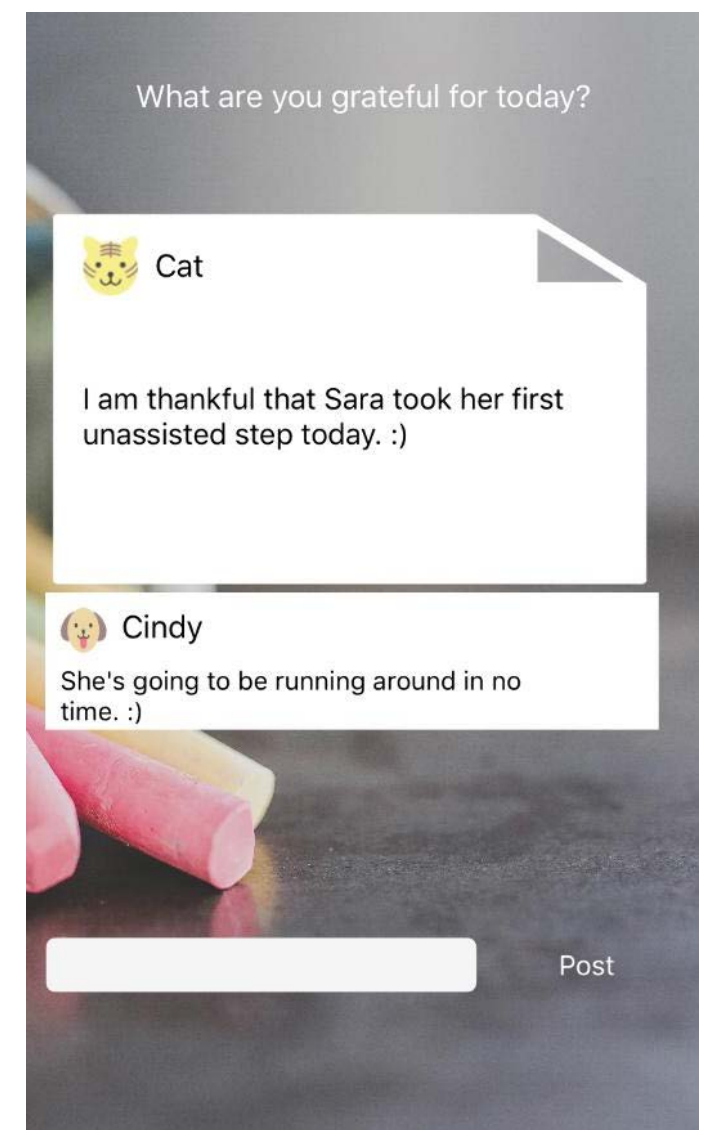 What are you grateful for today?
Cat
I am thankful that Sara took her first
unassisted step today. :)
Cindy
She's going to be running around in no
time. :)
Post